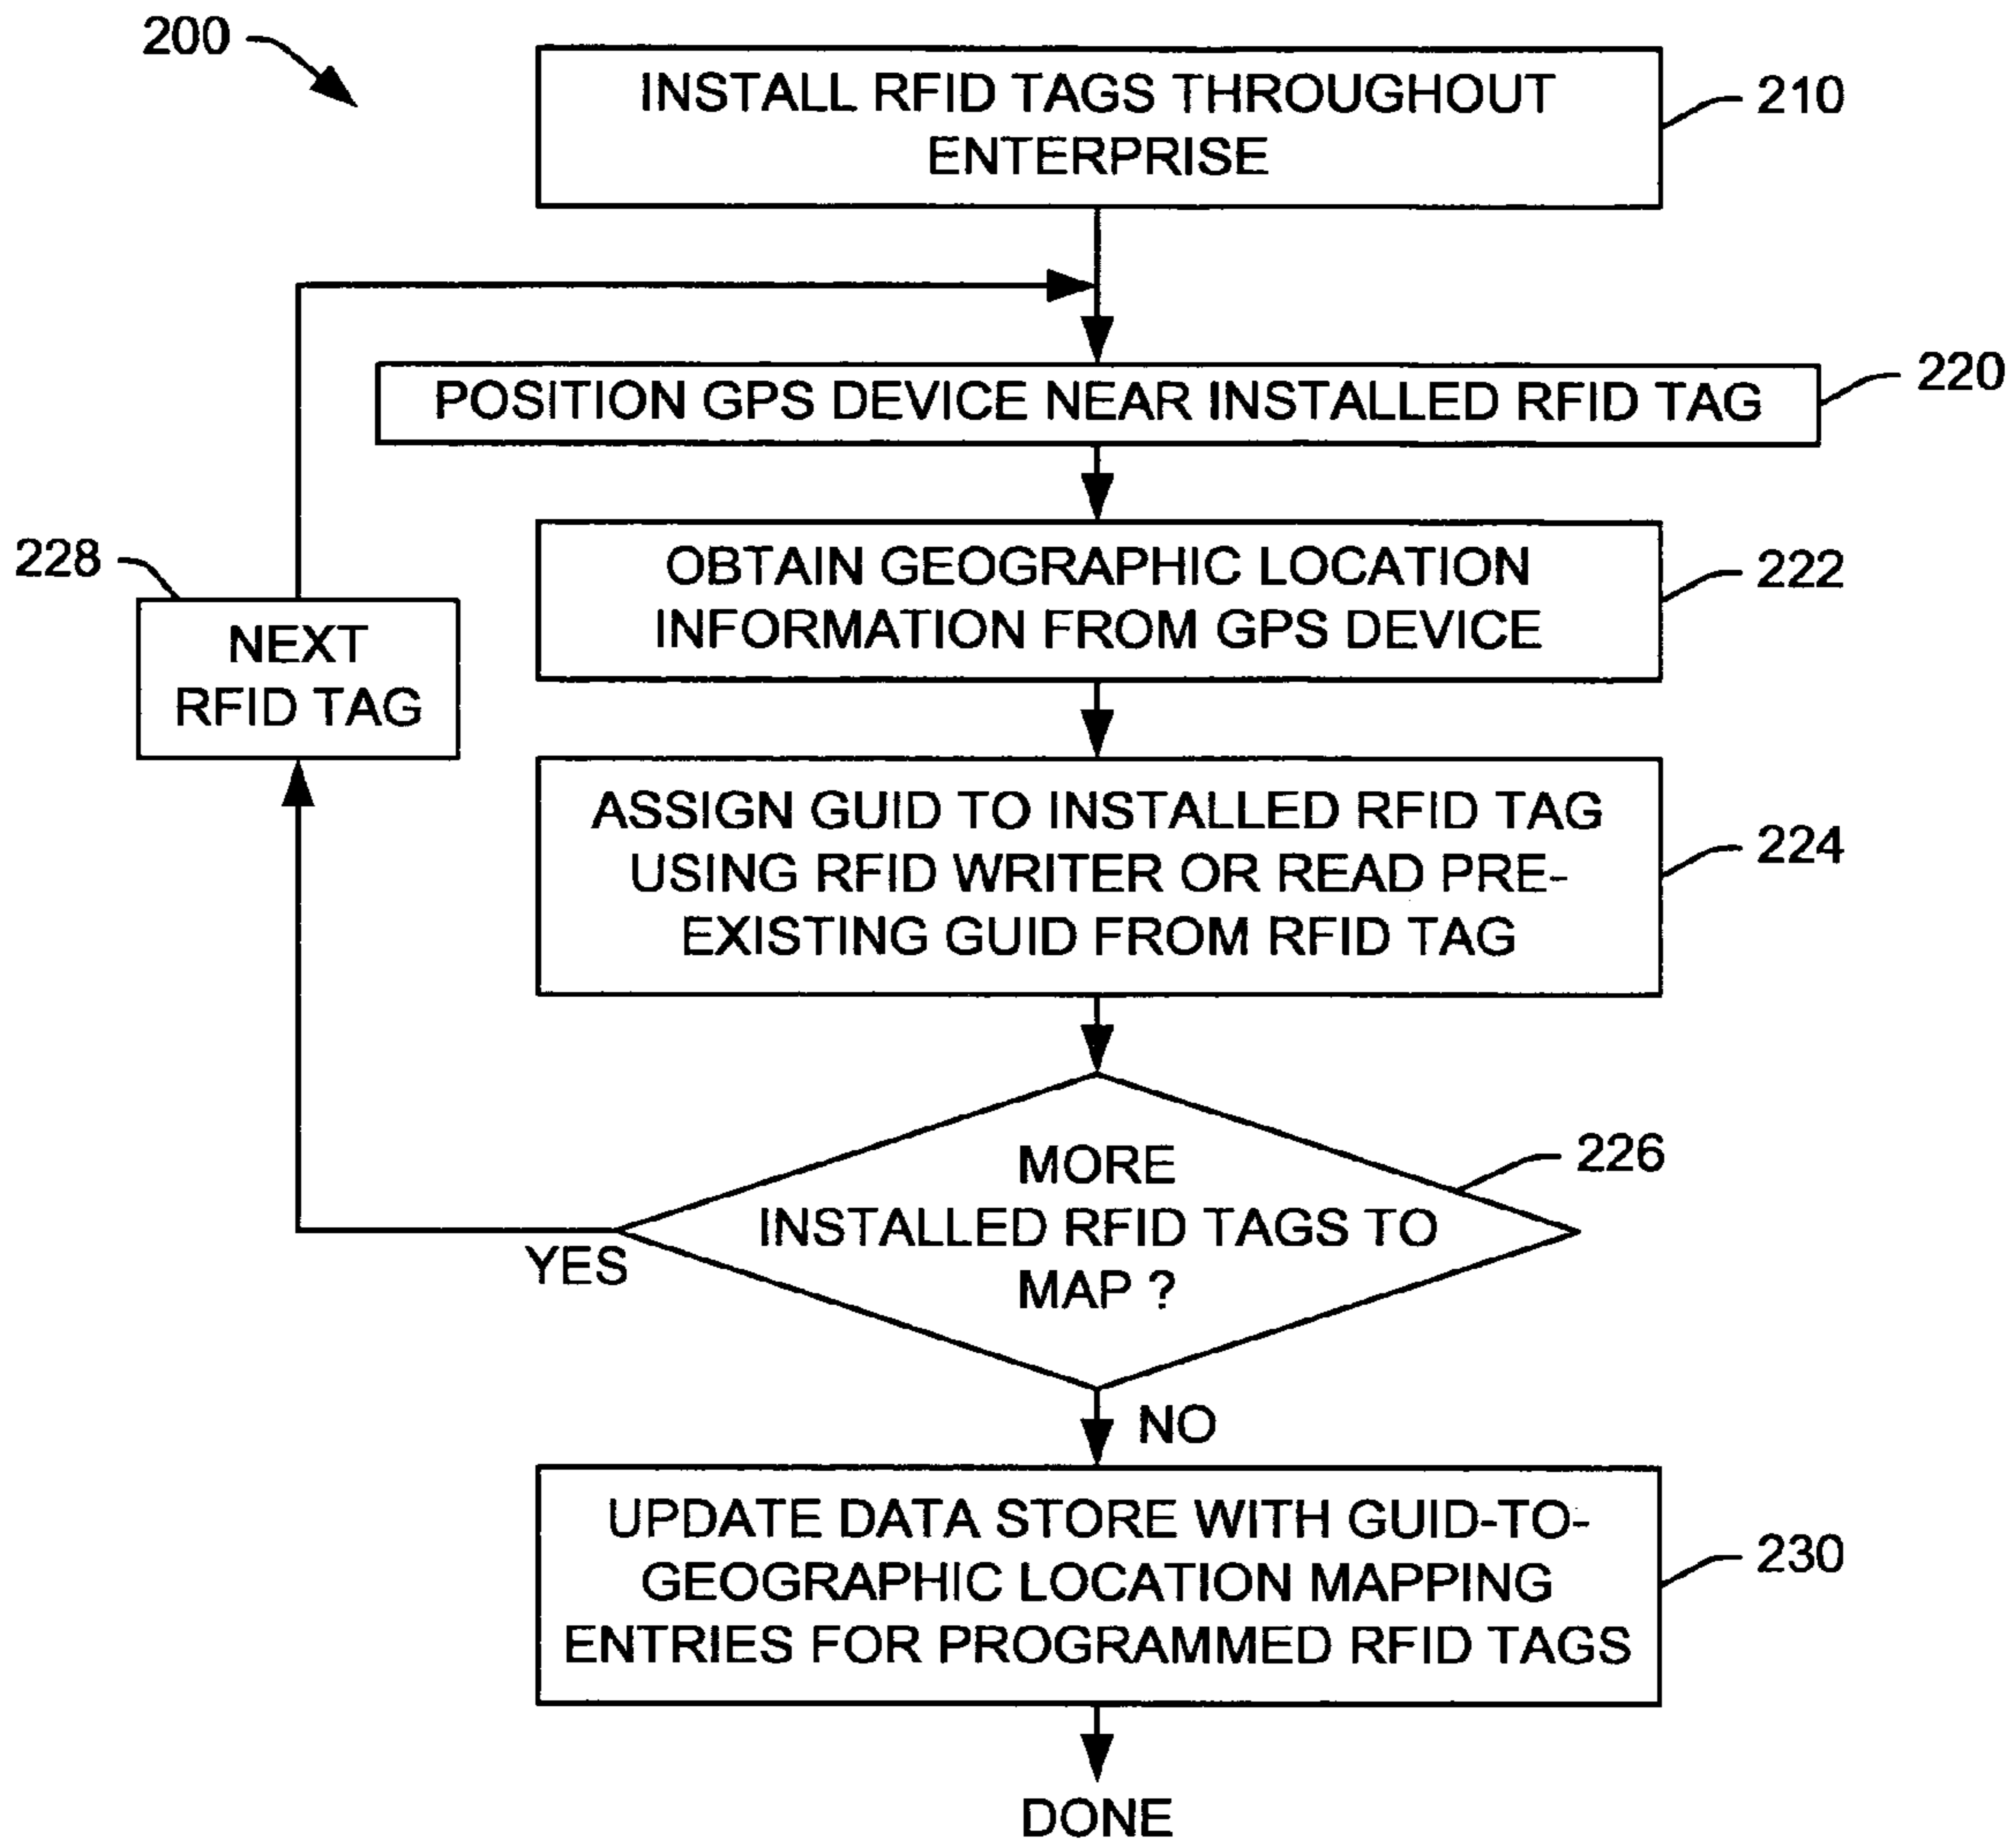 200
INSTALL RFID TAGS THROUGHOUT
ENTERPRISE
210
POSITION GPS DEVICE NEAR INSTALLED RFID TAG
220
OBTAIN GEOGRAPHIC LOCATION
INFORMATION FROM GPS DEVICE
222
228
NEXT
RFID TAG
ASSIGN GUID TO INSTALLED RFID TAG
USING RFID WRITER OR READ PRE-
EXISTING GUID FROM RFID TAG
224
MORE
INSTALLED RFID TAGS TO
MAP ?
226
YES
NO
UPDATE DATA STORE WITH GUID-TO-
GEOGRAPHIC LOCATION MAPPING
ENTRIES FOR PROGRAMMED RFID TAGS
230
DONE